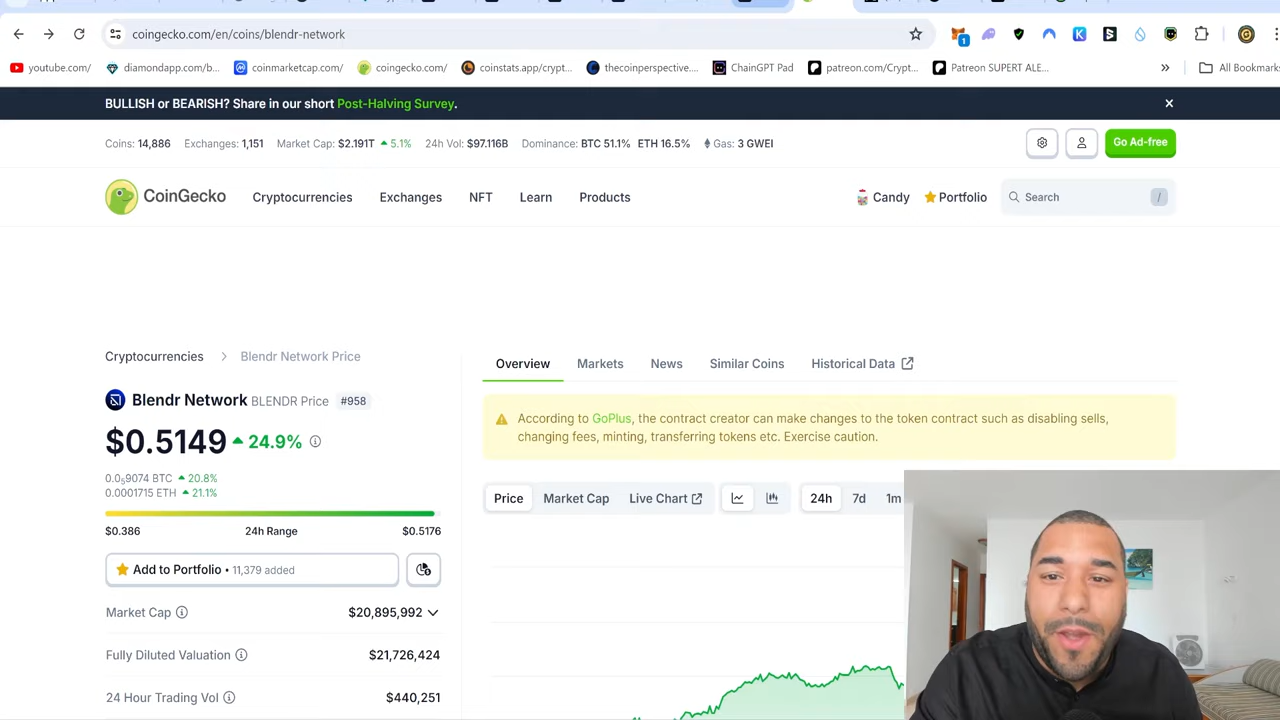 coingecko.com/en/coins/blendr-network
1
youtube.com/
diamondapp.com/b...
coinmarketcap.com/
coingecko.com/
coinstats.app/crypt...
thecoinperspective....
ChainGPT Pad
patreon.com/Crypt...
Patreon SUPERT ALE...
»
All Bookmarks
BULLISH or BEARISH? Share in our short Post-Halving Survey.
Coins: 14,886
Exchanges: 1,151
Market Cap: $2.191T 5.1%
24h Vol: $97.116B
Dominance: BTC 51.1% ETH 16.5%
Gas: 3 GWEI
Go Ad-free
CoinGecko
Cryptocurrencies
Exchanges
NFT
Learn
Products
Candy
Portfolio
Search
/
Cryptocurrencies
Blendr Network Price
Overview
Markets
News
Similar Coins
Historical Data
Blendr Network BLENDR Price #958
$0.5149 24.9%
0.0₅9074 BTC 20.8%
0.0001715 ETH 21.1%
$0.386
24h Range
$0.5176
Add to Portfolio • 11,379 added
Market Cap
$20,895,992
Fully Diluted Valuation
$21,726,424
24 Hour Trading Vol
$440,251
According to GoPlus, the contract creator can make changes to the token contract such as disabling sells,
changing fees, minting, transferring tokens etc. Exercise caution.
Price
Market Cap
Live Chart
24h
7d
1m